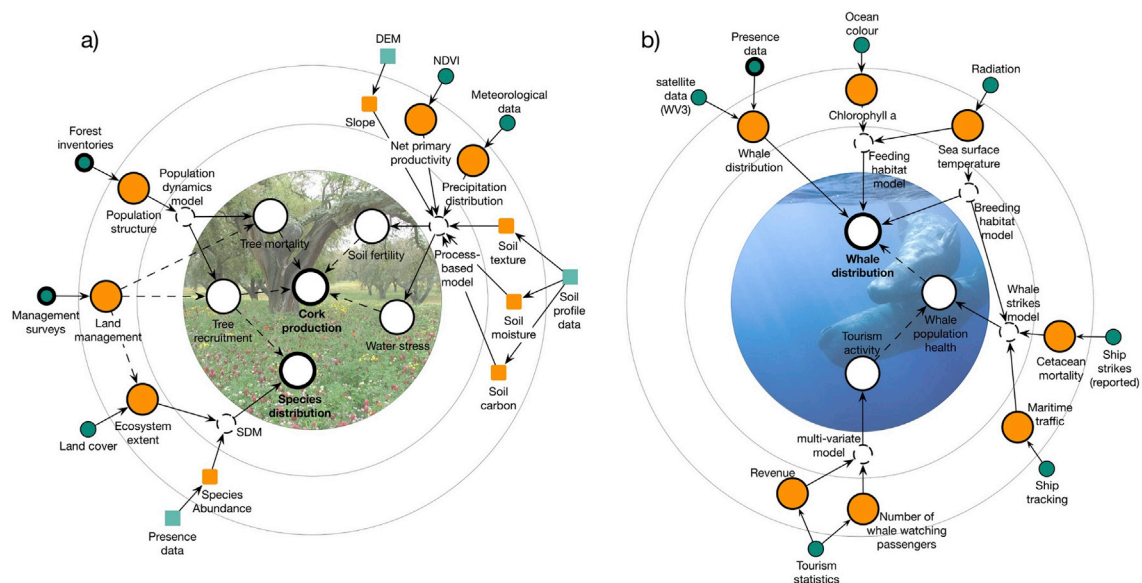 a)
DEM
NDVI
Meteorological
data
Slope
Net primary
productivity
Precipitation
distribution
Forest
inventories
Population
dynamics
model
Population
structure
Tree mortality
Soil fertility
Process-
based model
Soil
texture
Soil
profile
data
Soil
moisture
Soil
carbon
Management
surveys
Land
management
Tree
recruitment
Cork
production
Water stress
Species
distribution
Ecosystem
extent
Land cover
SDM
Species
Abundance
Presence
data
b)
Ocean
colour
Presence
data
satellite
data
(WV3)
Radiation
Chlorophyll a
Whale
distribution
Feeding
habitat
model
Sea surface
temperature
Breeding
habitat
model
Whale
distribution
Whale
strikes
model
Whale
population
health
Tourism
activity
Cetacean
mortality
Ship
strikes
(reported)
Maritime
traffic
Ship
tracking
multi-variate
model
Revenue
Number of
whale watching
passengers
Tourism
statistics